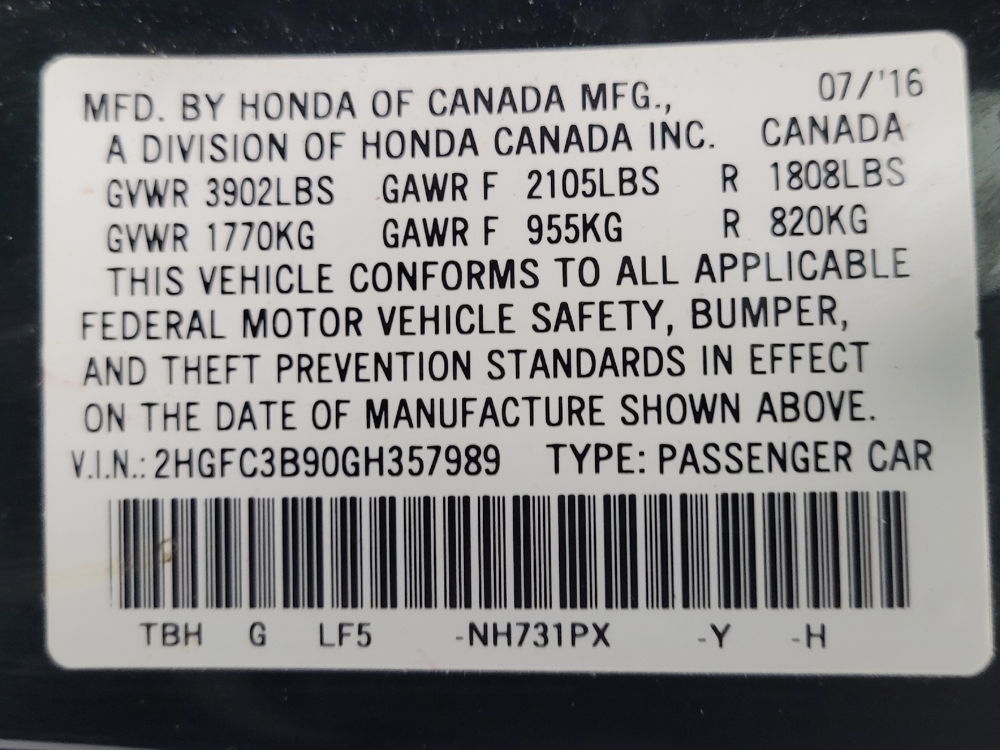 MFD. BY HONDA OF CANADA MFG., 07/'16
A DIVISION OF HONDA CANADA INC. CANADA
GVWR 3902LBS GAWR F 2105LBS R 1808LBS
GVWR 1770KG GAWR F 955KG R 820KG
THIS VEHICLE CONFORMS TO ALL APPLICABLE
FEDERAL MOTOR VEHICLE SAFETY, BUMPER,
AND THEFT PREVENTION STANDARDS IN EFFECT
ON THE DATE OF MANUFACTURE SHOWN ABOVE.
V.I.N.: 2HGFC3B90GH357989 TYPE: PASSENGER CAR
TBH G LF5 -NH731PX -Y -H